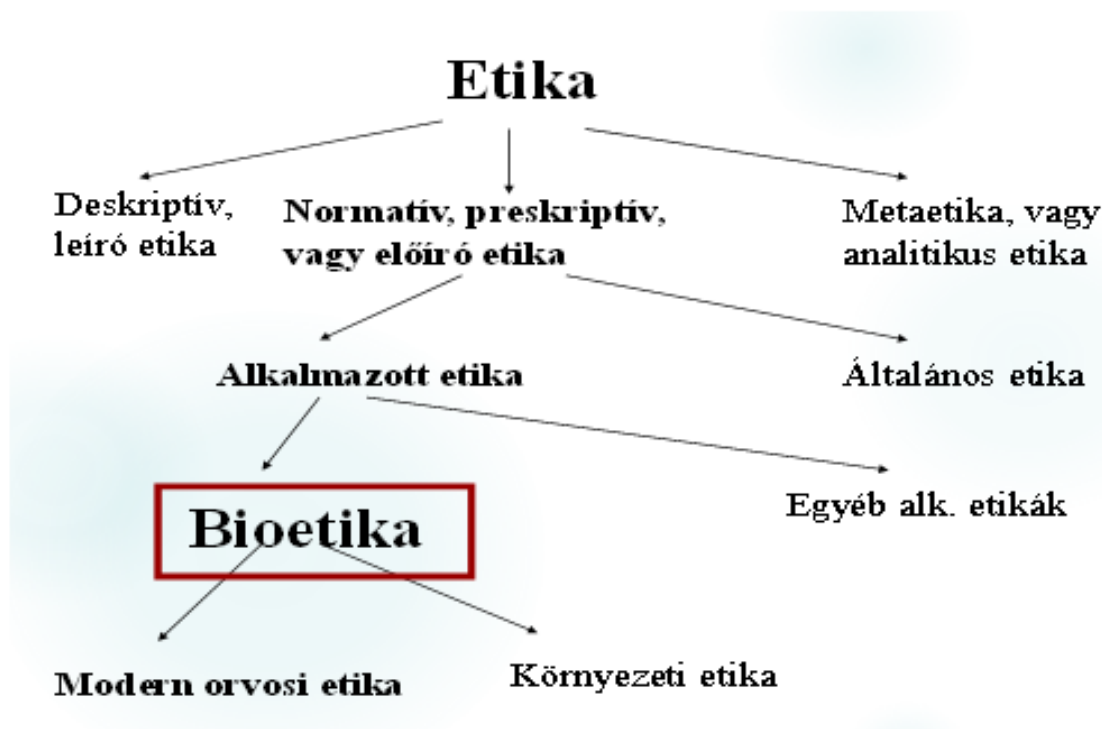 Etika
Deskriptív,
leíró etika
Normatív, preskriptív,
vagy előíró etika
Metaetika, vagy
analitikus etika
Alkalmazott etika
Általános etika
Bioetika
Egyéb alk. etikák
Modern orvosi etika
Környezeti etika